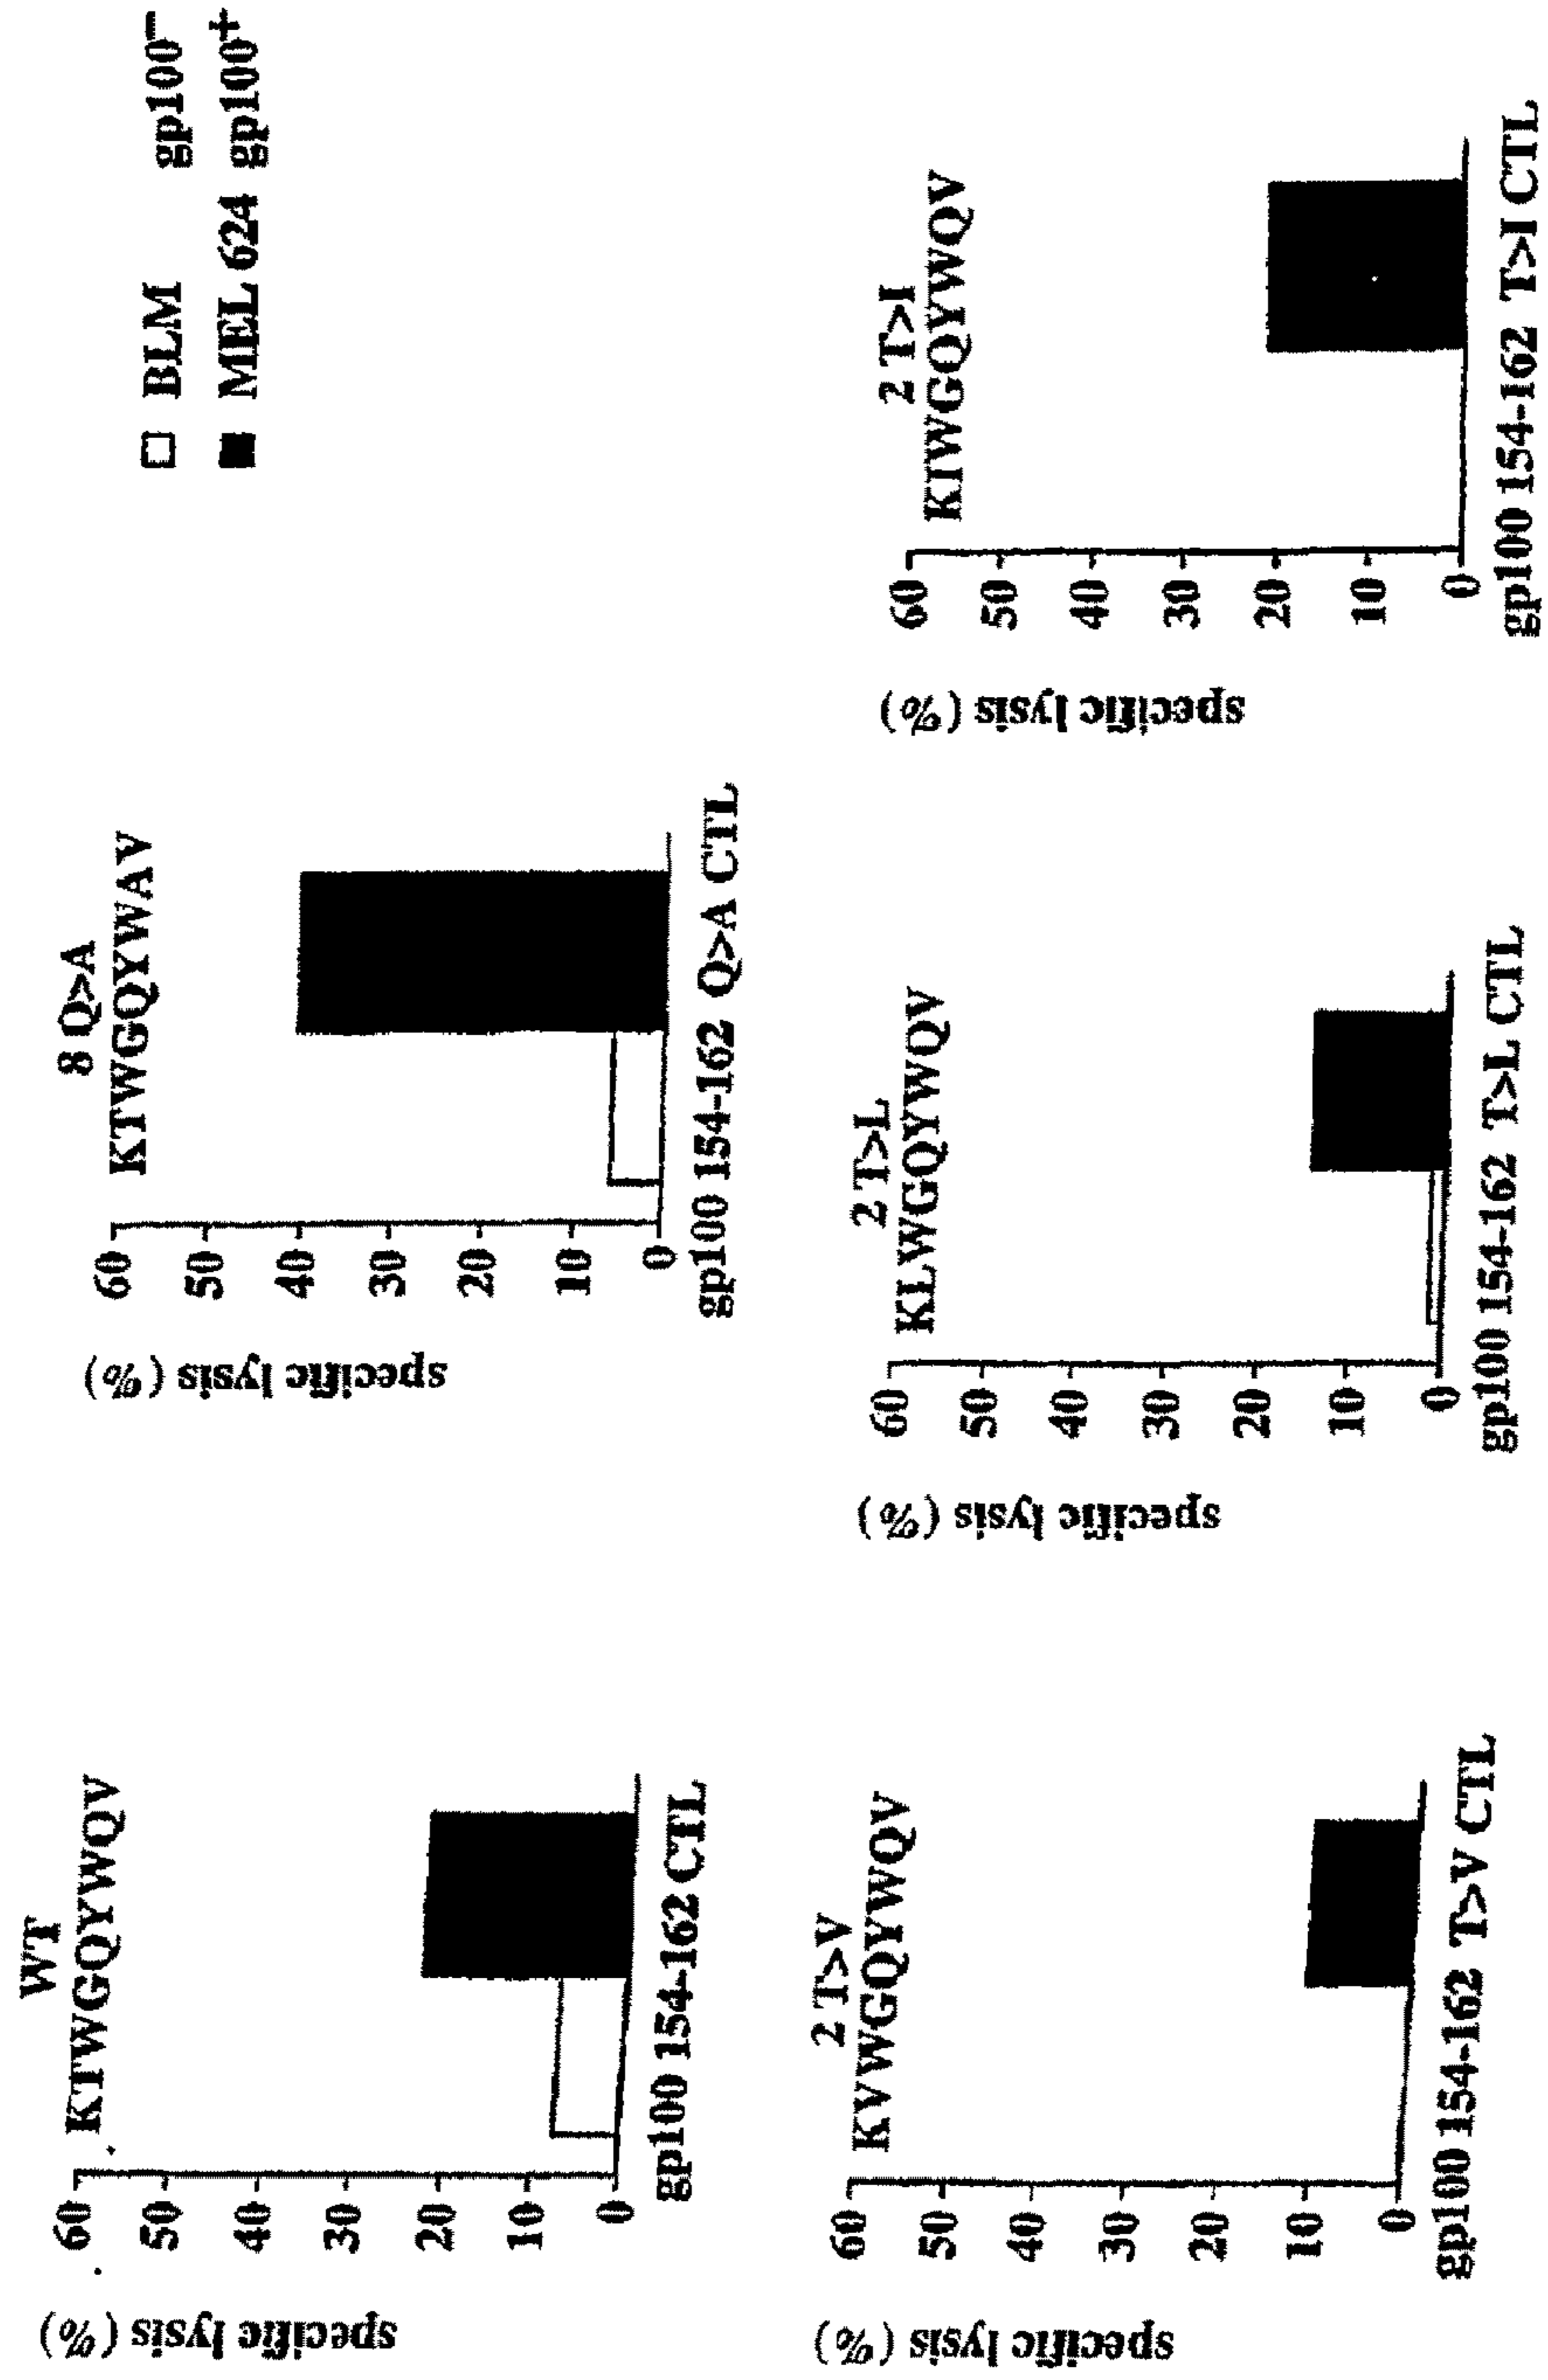 BLM gp100−
MEL 624 gp100+
WT
KTWGQYWQV
specific lysis (%)
60
50
40
30
20
10
0
gp100 154-162 CTL
8 Q>A
KTWGQYWAV
specific lysis (%)
60
50
40
30
20
10
0
gp100 154-162 Q>A CTL
2 T>V
KVWGQYWQV
specific lysis (%)
60
50
40
30
20
10
0
gp100 154-162 T>V CTL
2 T>L
KLWGQYWQV
specific lysis (%)
60
50
40
30
20
10
0
gp100 154-162 T>L CTL
2 T>I
KIWGQYWQV
specific lysis (%)
60
50
40
30
20
10
0
gp100 154-162 T>I CTL